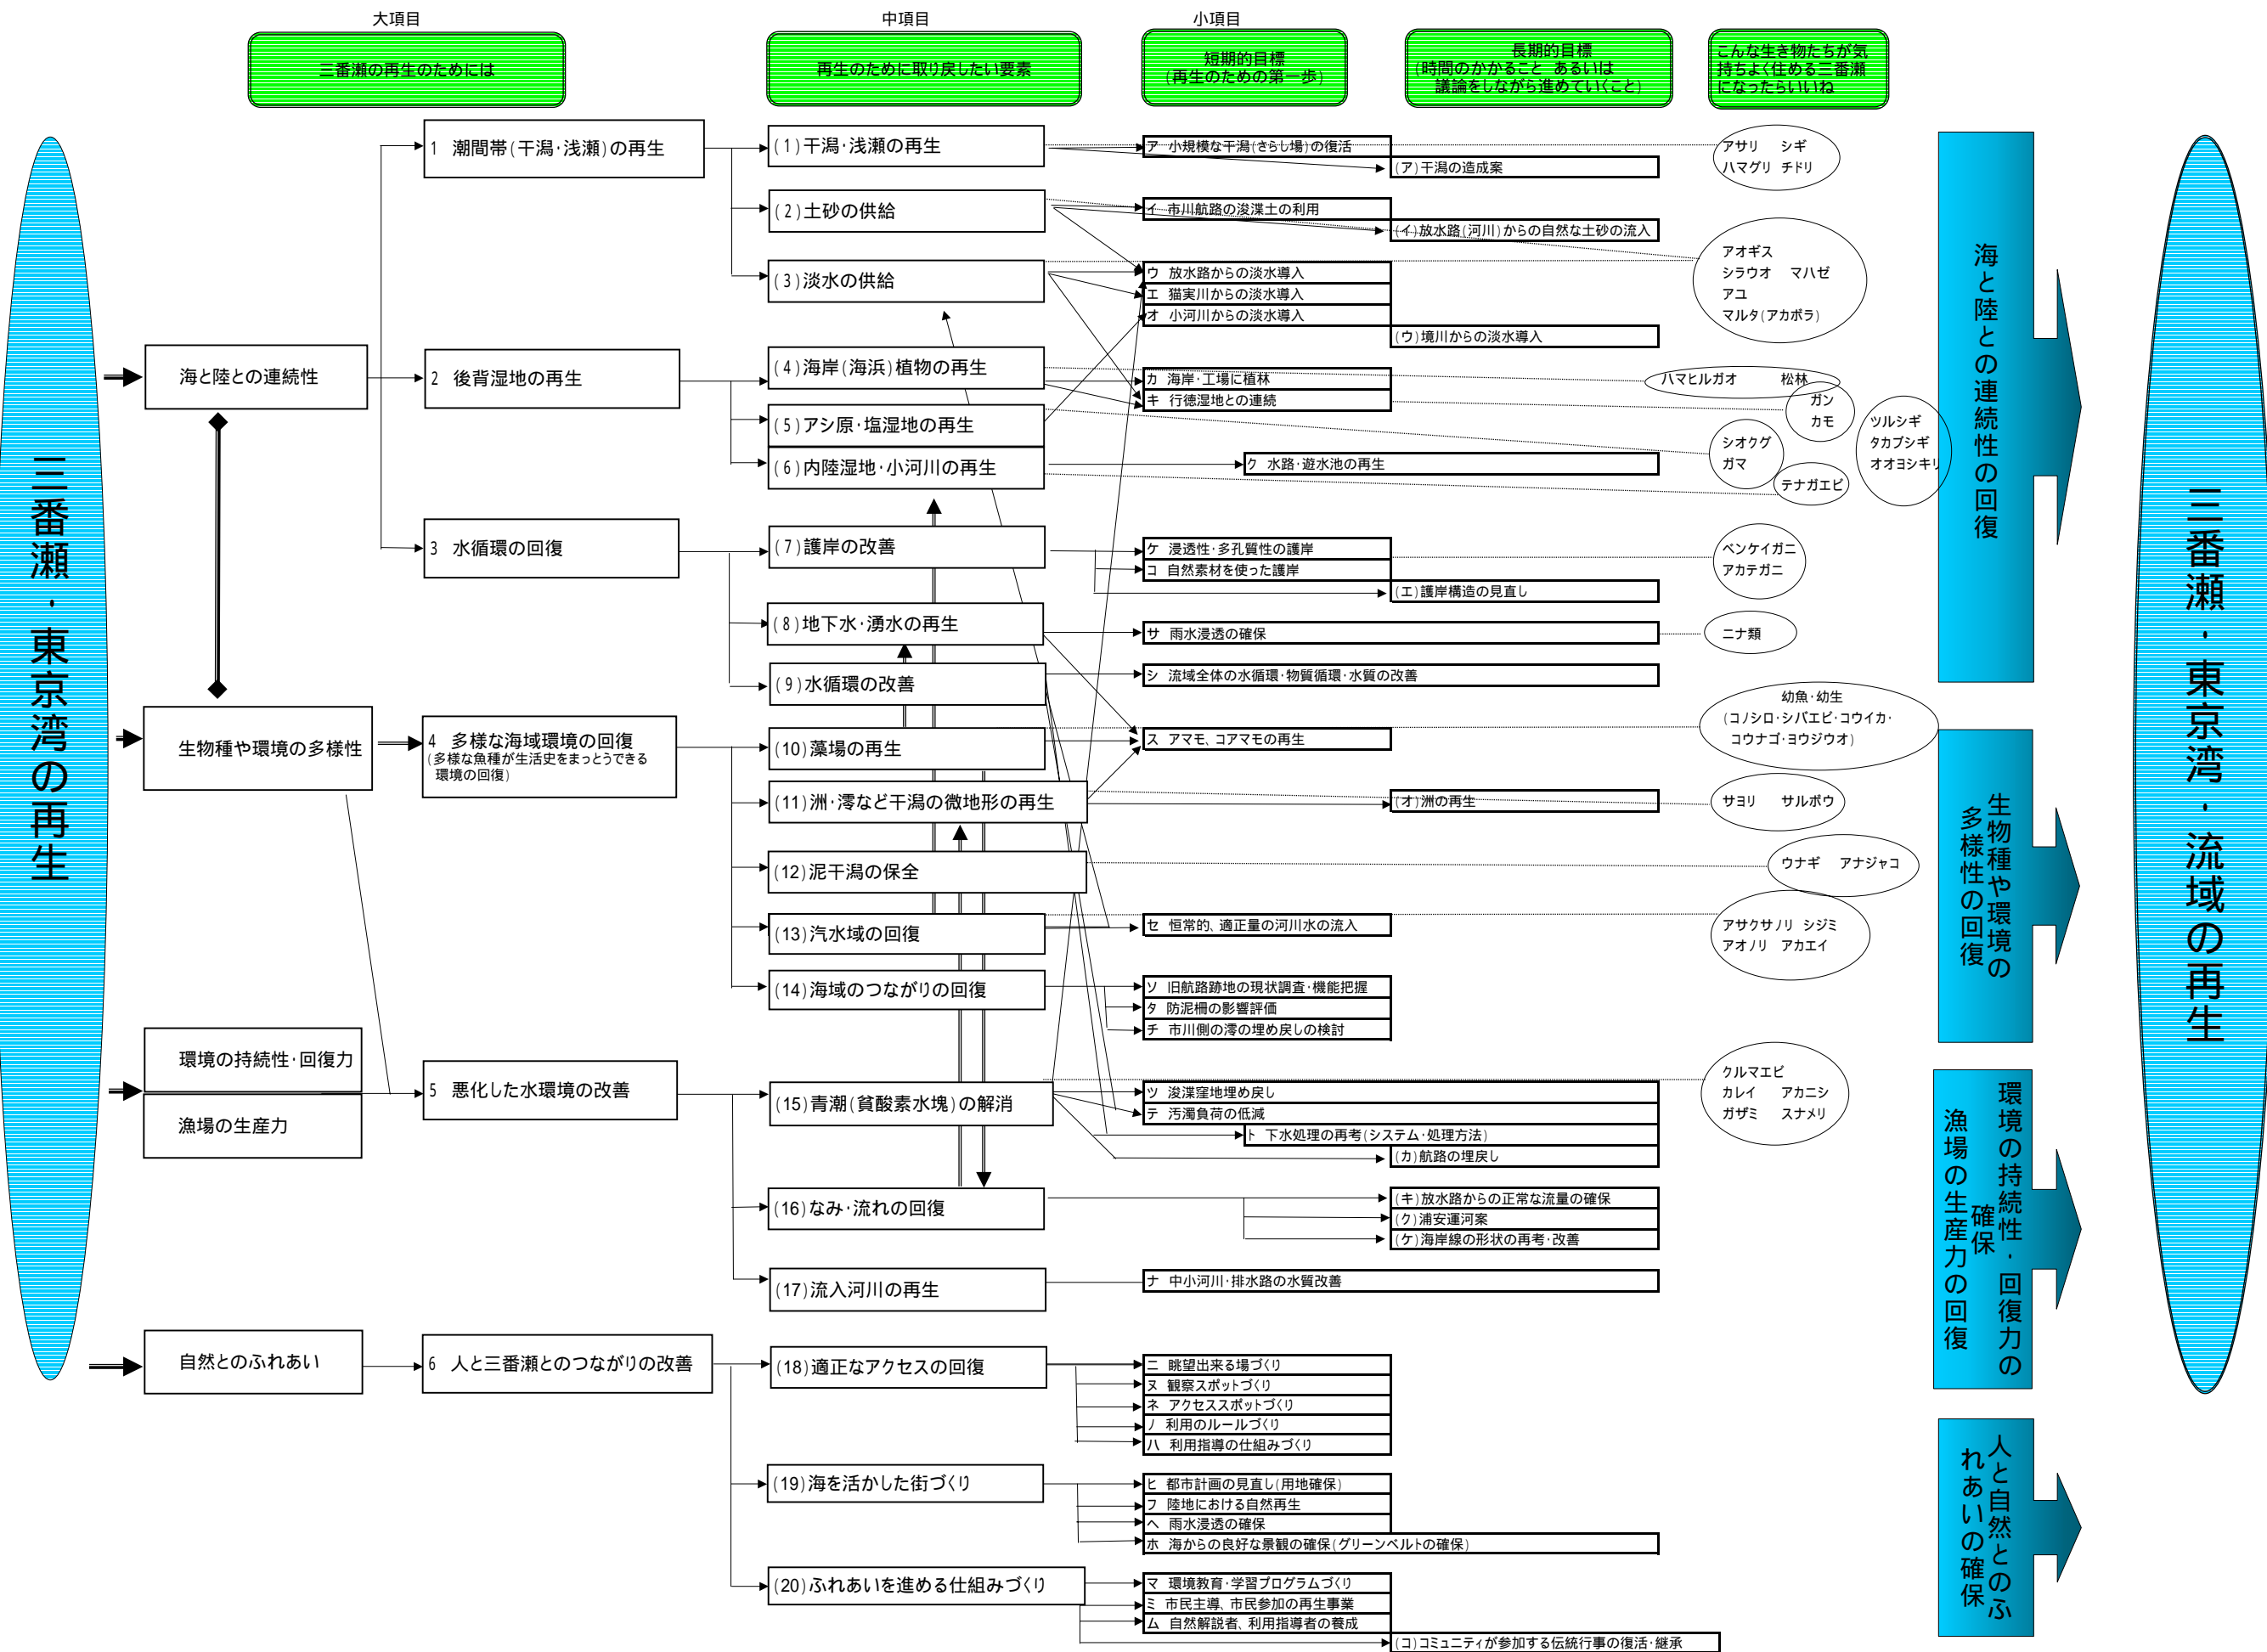 大項目
中項目
小項目
三番瀬の再生のためには
再生のために取り戻したい要素
短期的目標
(再生のための第一歩)
長期的目標
(時間のかかること あるいは
議論をしながら進めていくこと)
こんな生き物たちが気
持ちよく住める三番瀬
になったらいいね
三番瀬・東京湾の再生
海と陸との連続性
生物種や環境の多様性
環境の持続性・回復力
漁場の生産力
自然とのふれあい
1 潮間帯(干潟・浅瀬)の再生
2 後背湿地の再生
3 水循環の回復
4 多様な海域環境の回復
(多様な魚種が生活史をまっとうできる
環境の回復)
5 悪化した水環境の改善
6 人と三番瀬とのつながりの改善
(1)干潟・浅瀬の再生
(2)土砂の供給
(3)淡水の供給
(4)海岸(海浜)植物の再生
(5)アシ原・塩湿地の再生
(6)内陸湿地・小河川の再生
(7)護岸の改善
(8)地下水・湧水の再生
(9)水循環の改善
(10)藻場の再生
(11)洲・澪など干潟の微地形の再生
(12)泥干潟の保全
(13)汽水域の回復
(14)海域のつながりの回復
(15)青潮(貧酸素水塊)の解消
(16)なみ・流れの回復
(17)流入河川の再生
(18)適正なアクセスの回復
(19)海を活かした街づくり
(20)ふれあいを進める仕組みづくり
ア 小規模な干潟(さらし場)の復活
(ア)干潟の造成案
イ 市川航路の浚渫土の利用
(イ)放水路(河川)からの自然な土砂の流入
ウ 放水路からの淡水導入
エ 猫実川からの淡水導入
オ 小河川からの淡水導入
(ウ)境川からの淡水導入
カ 海岸・工場に植林
キ 行徳湿地との連続
ク 水路・遊水池の再生
ケ 浸透性・多孔質性の護岸
コ 自然素材を使った護岸
(エ)護岸構造の見直し
サ 雨水浸透の確保
シ 流域全体の水循環・物質循環・水質の改善
ス アマモ、コアマモの再生
(オ)洲の再生
セ 恒常的、適正量の河川水の流入
ソ 旧航路跡地の現状調査・機能把握
タ 防泥柵の影響評価
チ 市川側の澪の埋め戻しの検討
ツ 浚渫窪地埋め戻し
テ 汚濁負荷の低減
ト 下水処理の再考(システム・処理方法)
(カ)航路の埋戻し
(キ)放水路からの正常な流量の確保
(ク)浦安運河案
(ケ)海岸線の形状の再考・改善
ナ 中小河川・排水路の水質改善
ニ 眺望出来る場づくり
ヌ 観察スポットづくり
ネ アクセススポットづくり
ノ 利用のルールづくり
ハ 利用指導の仕組みづくり
ヒ 都市計画の見直し(用地確保)
フ 陸地における自然再生
ヘ 雨水浸透の確保
ホ 海からの良好な景観の確保(グリーンベルトの確保)
マ 環境教育・学習プログラムづくり
ミ 市民主導、市民参加の再生事業
ム 自然解説者、利用指導者の養成
(コ)コミュニティが参加する伝統行事の復活・継承
アサリ シギ
ハマグリ チドリ
アオギス
シラウオ マハゼ
アユ
マルタ(アカボラ)
ハマヒルガオ 松林
ガン
カモ
シオクグ
ガマ
ツルシギ
タカブシギ
オオヨシキリ
テナガエビ
ベンケイガニ
アカテガニ
ニナ類
幼魚・幼生
(コノシロ・シバエビ・コウイカ・
コウナゴ・ヨウジウオ)
サヨリ サルボウ
ウナギ アナジャコ
アサクサノリ シジミ
アオノリ アカエイ
クルマエビ
カレイ アカニシ
ガザミ スナメリ
海と陸との連続性の回復
生物種や環境の
多様性の回復
環境の持続性・回復力の
確保
漁場の生産力の回復
人と自然とのふ
れあいの確保
三番瀬・東京湾・流域の再生